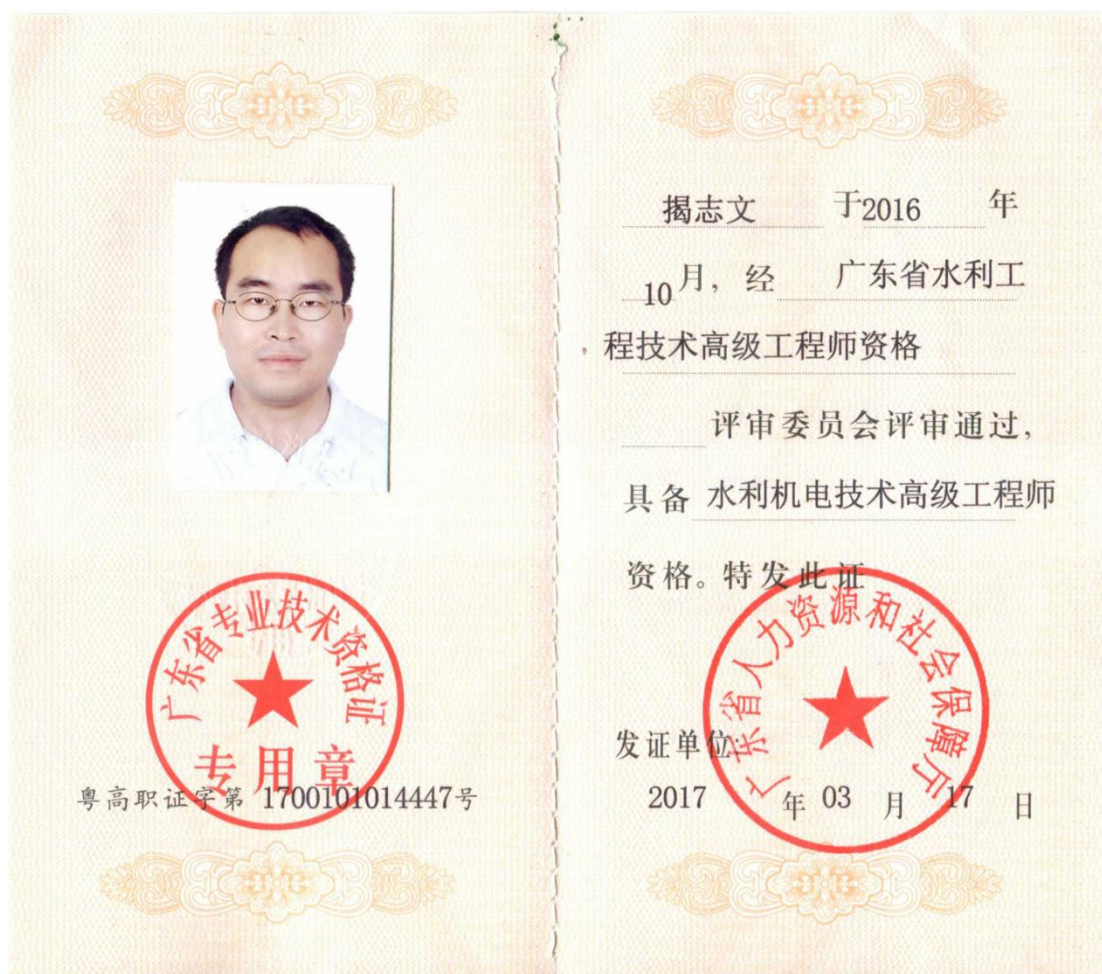 广东省专业技术资格证
专用章
粤高职证字第 1700101014447号
揭志文 于2016 年
10月, 经 广东省水利工
程技术高级工程师资格
评审委员会评审通过,
具备 水利机电技术高级工程师
资格。特发此证
广东省人力资源和社会保障厅
发证单位:
2017 年 03 月 17 日